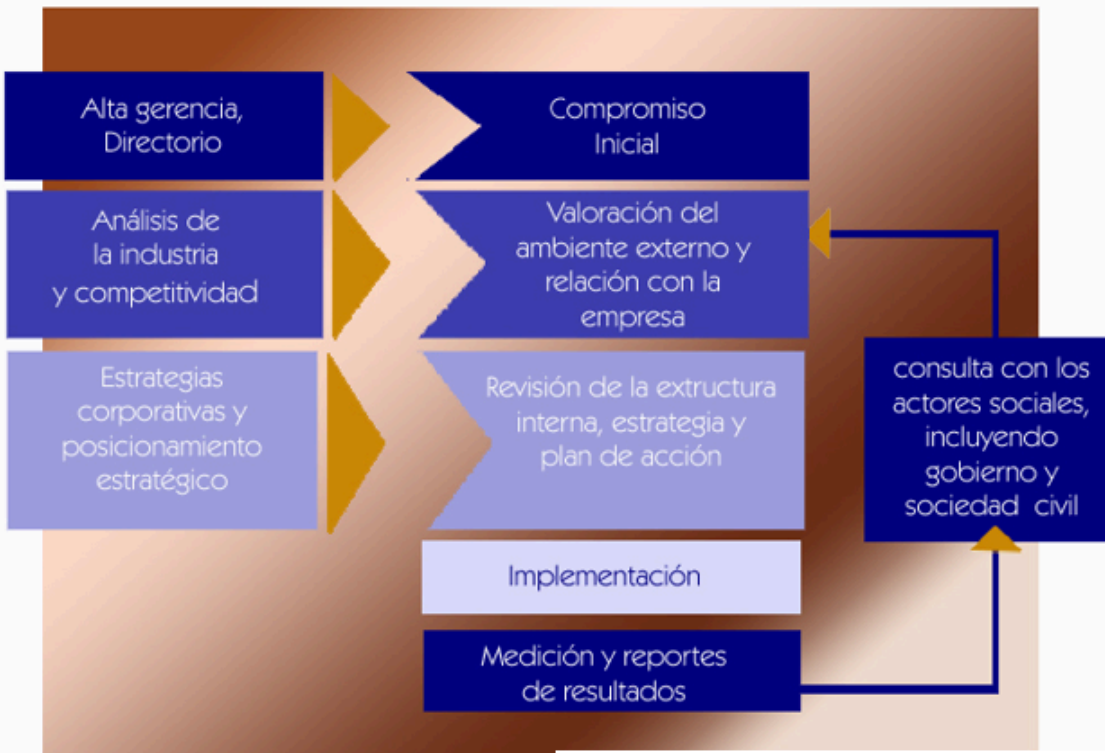 Alta gerencia,
Directorio
Compromiso
Inicial
Análisis de
la industria
y competitividad
Valoración del
ambiente externo y
relación con la
empresa
Estrategias
corporativas y
posicionamiento
estratégico
Revisión de la extructura
interna, estrategia y
plan de acción
consulta con los
actores sociales,
incluyendo
gobierno y
sociedad civil
Implementación
Medición y reportes
de resultados